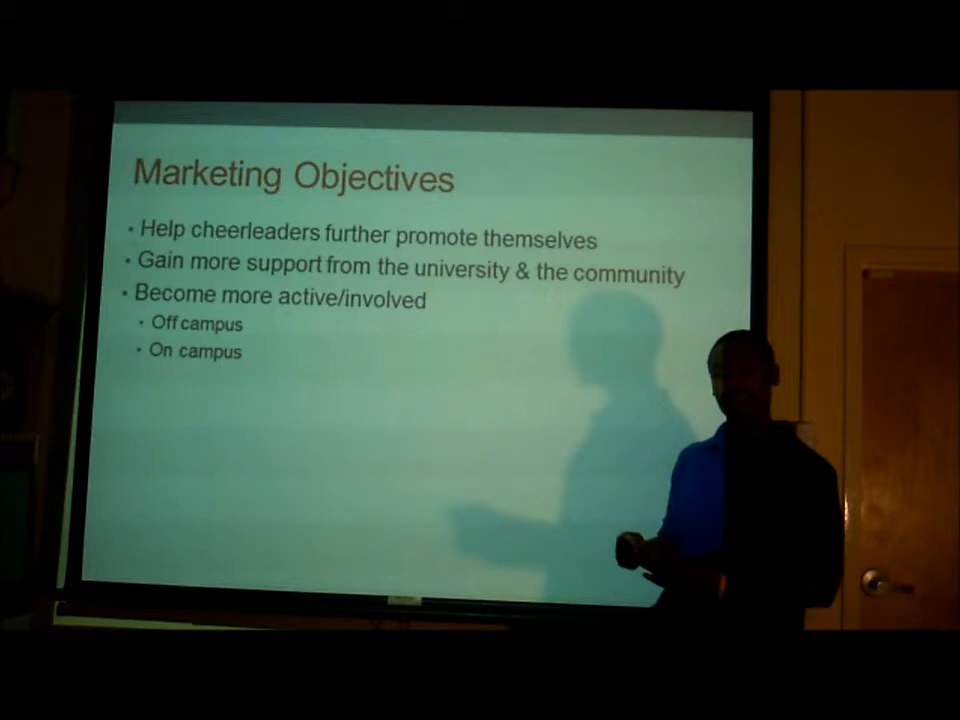 Marketing Objectives
• Help cheerleaders further promote themselves
• Gain more support from the university & the community
• Become more active/involved
• Off campus
• On campus